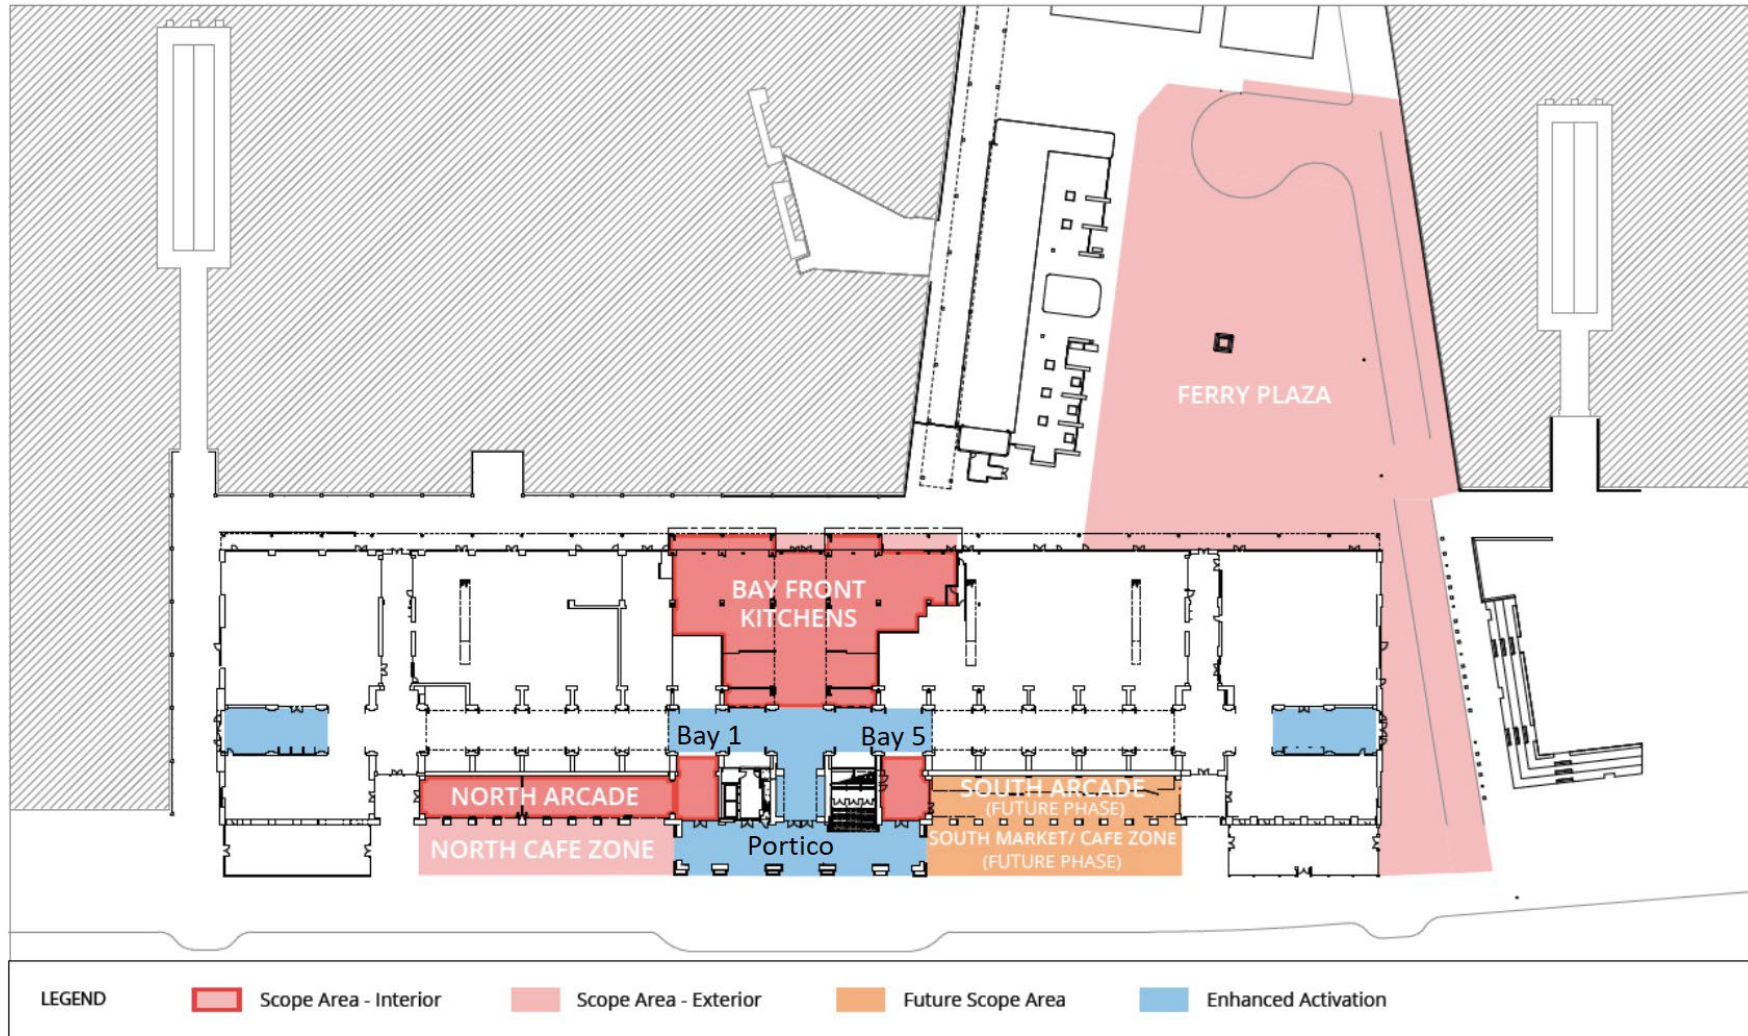 FERRY PLAZA
BAY FRONT
KITCHENS
Bay 1
Bay 5
NORTH ARCADE
SOUTH ARCADE
(FUTURE PHASE)
NORTH CAFE ZONE
Portico
SOUTH MARKET/ CAFE ZONE
(FUTURE PHASE)
LEGEND
Scope Area - Interior
Scope Area - Exterior
Future Scope Area
Enhanced Activation